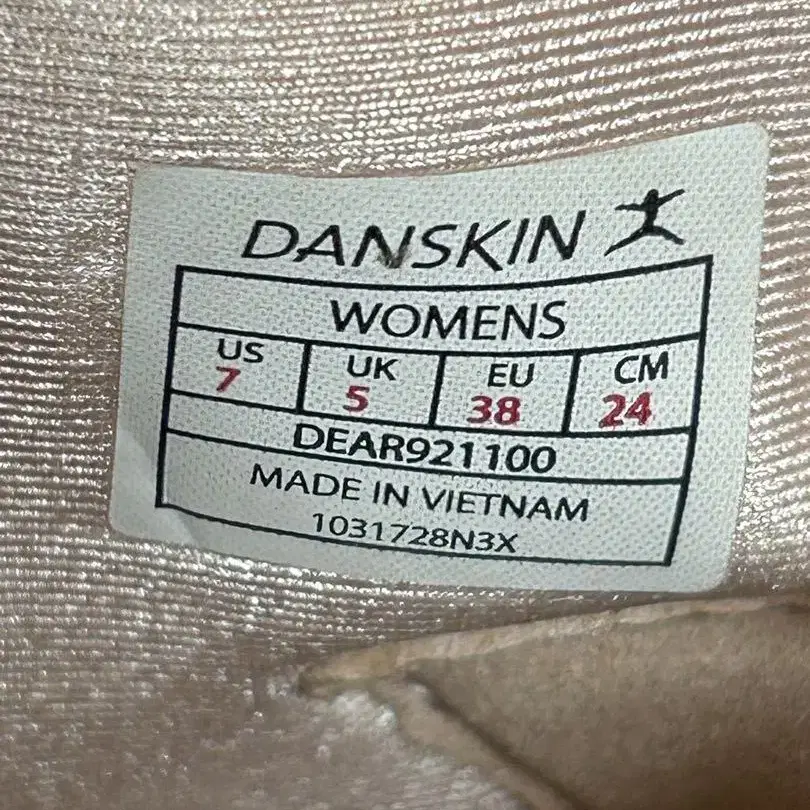 DANSKIN
WOMENS
US UK EU CM
7 5 38 24
DEAR921100
MADE IN VIETNAM
1031728N3X